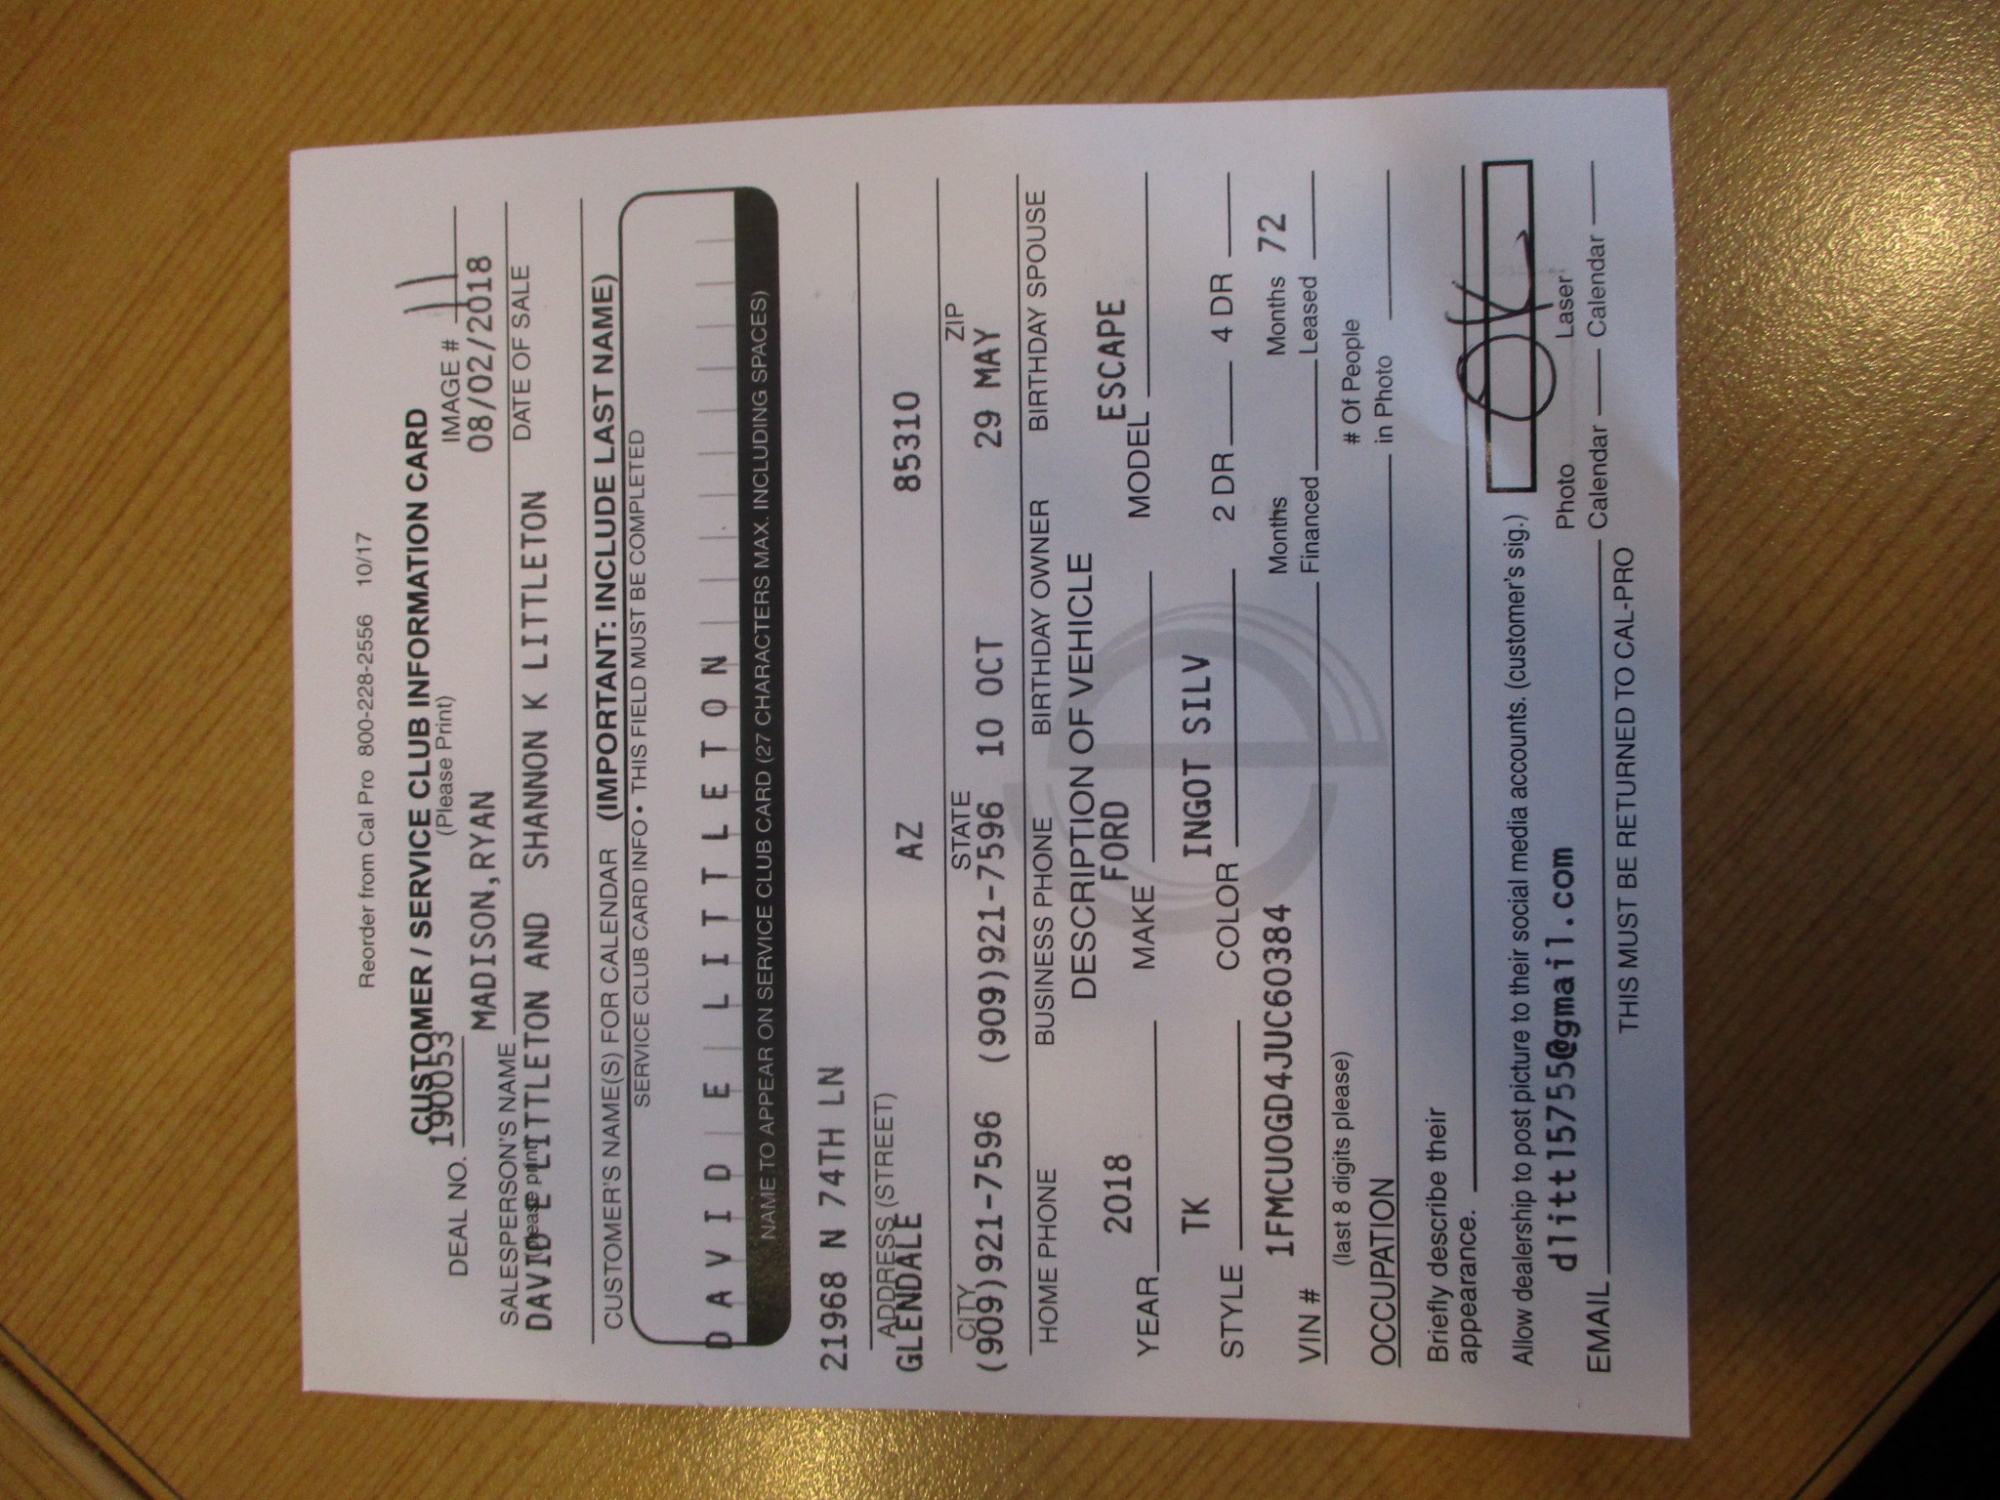 Reorder from Cal Pro 800-228-2556 10/17
CUSTOMER / SERVICE CLUB INFORMATION CARD
(Please Print)
DEAL NO. 190053 IMAGE # 11
MADISON,RYAN 08/02/2018
SALESPERSON'S NAME DATE OF SALE
please print
DAVID E LITTLETON AND SHANNON K LITTLETON
CUSTOMER'S NAME(S) FOR CALENDAR (IMPORTANT: INCLUDE LAST NAME)
SERVICE CLUB CARD INFO • THIS FIELD MUST BE COMPLETED
DAVID E LITTLETON
NAME TO APPEAR ON SERVICE CLUB CARD (27 CHARACTERS MAX. INCLUDING SPACES)
21968 N 74TH LN
ADDRESS (STREET)
GLENDALE AZ 85310
CITY STATE ZIP
(909)921-7596 (909)921-7596 10 OCT 29 MAY
HOME PHONE BUSINESS PHONE BIRTHDAY OWNER BIRTHDAY SPOUSE
DESCRIPTION OF VEHICLE
YEAR 2018 MAKE FORD MODEL ESCAPE
STYLE TK COLOR INGOT SILV 2 DR 4 DR
VIN # 1FMCU0GD4JUC60384 Months Financed Months Leased 72
(last 8 digits please)
OCCUPATION # Of People in Photo
Briefly describe their
appearance.
Allow dealership to post picture to their social media accounts. (customer's sig.) OK
EMAIL dlittl5755@gmail.com Photo Calendar Laser Calendar
THIS MUST BE RETURNED TO CAL-PRO